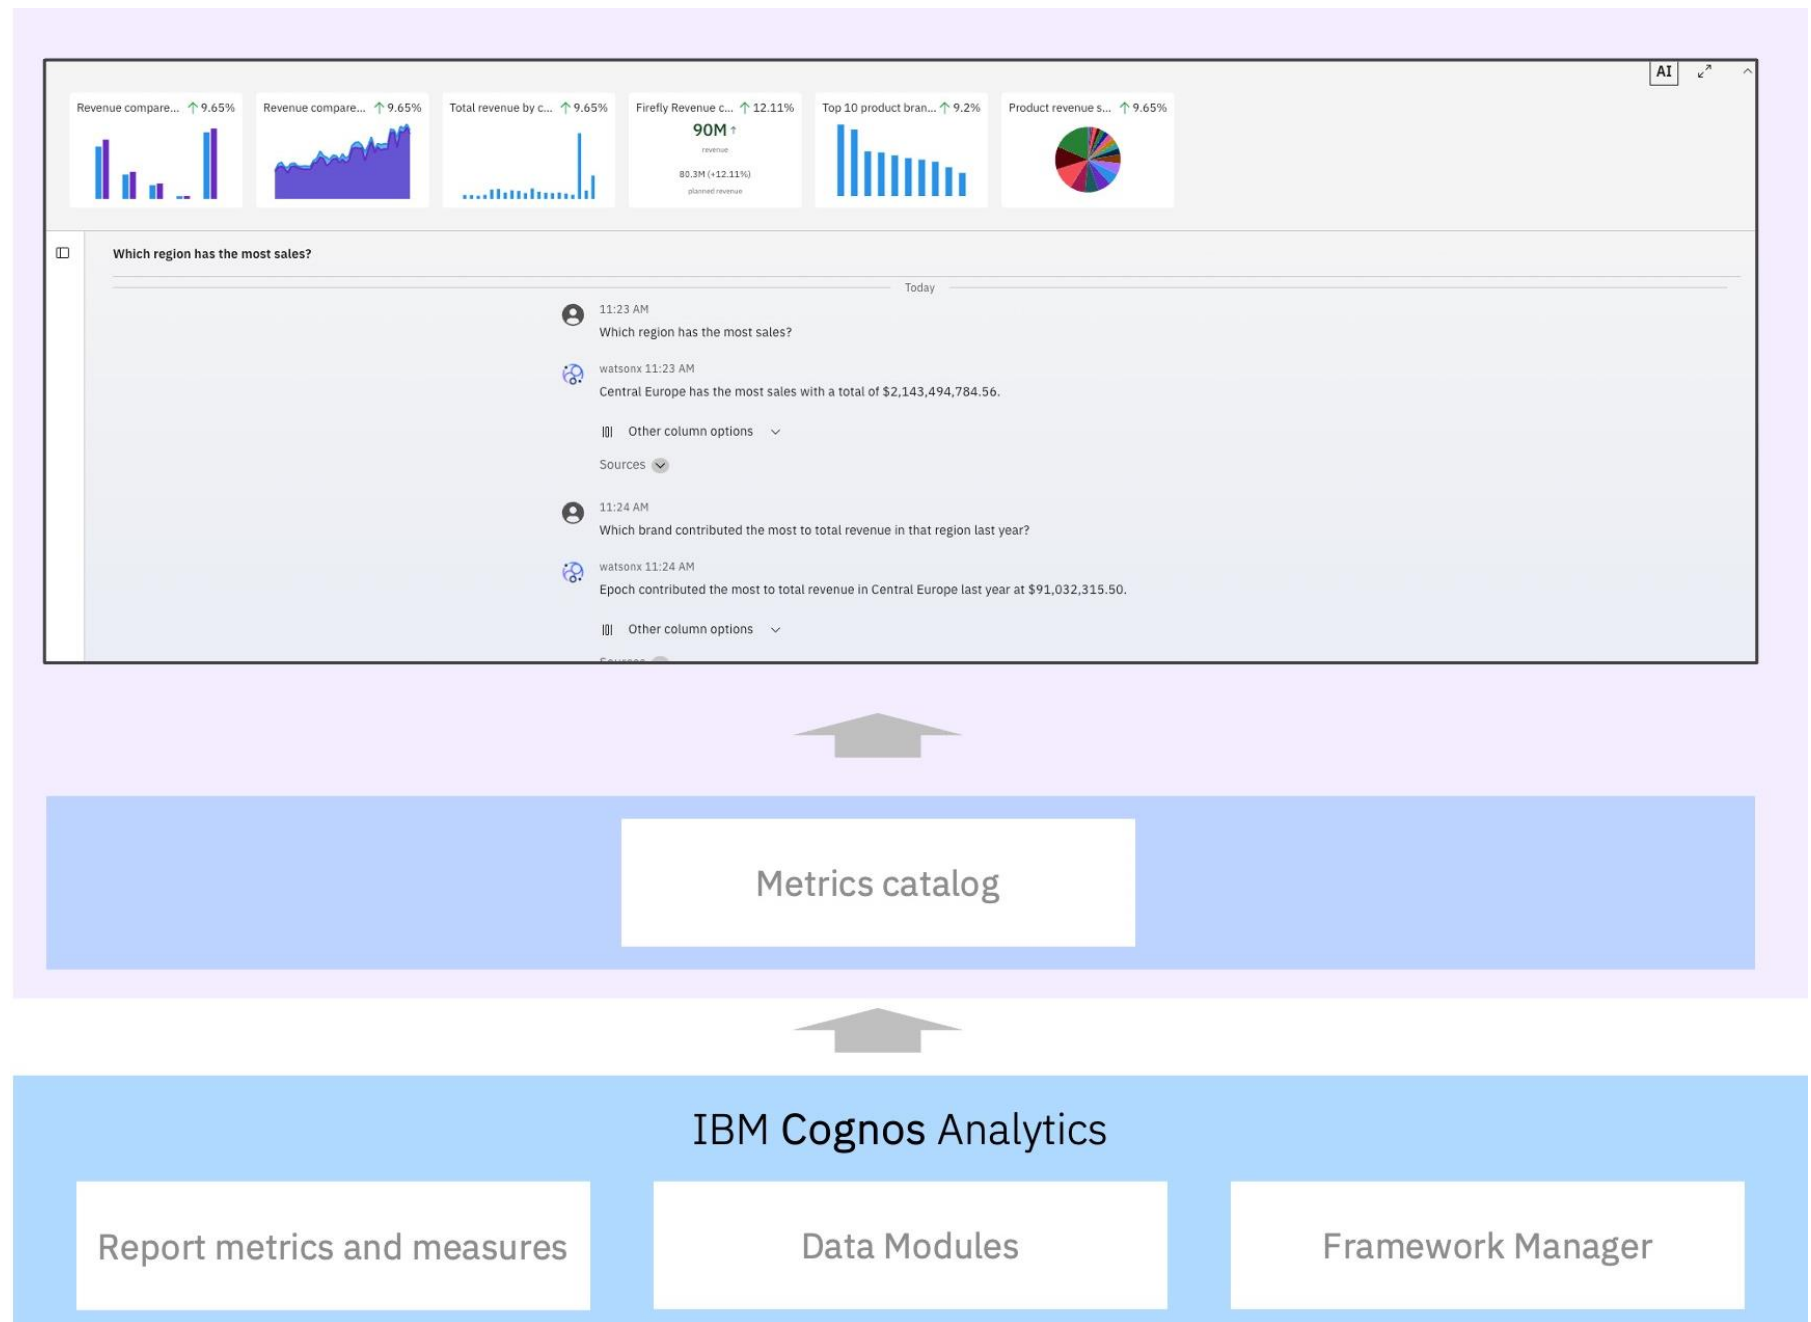 AI
Revenue compare... ↑ 9.65%
Revenue compare... ↑ 9.65%
Total revenue by c... ↑ 9.65%
Firefly Revenue c... ↑ 12.11%
Top 10 product bran... ↑ 9.2%
Product revenue s... ↑ 9.65%
90M ↑
revenue
80.3M (+12.11%)
planned revenue
Which region has the most sales?
Today
11:23 AM
Which region has the most sales?
watsonx 11:23 AM
Central Europe has the most sales with a total of $2,143,494,784.56.
Other column options
Sources
11:24 AM
Which brand contributed the most to total revenue in that region last year?
watsonx 11:24 AM
Epoch contributed the most to total revenue in Central Europe last year at $91,032,315.50.
Other column options
Sources
Metrics catalog
IBM Cognos Analytics
Report metrics and measures
Data Modules
Framework Manager